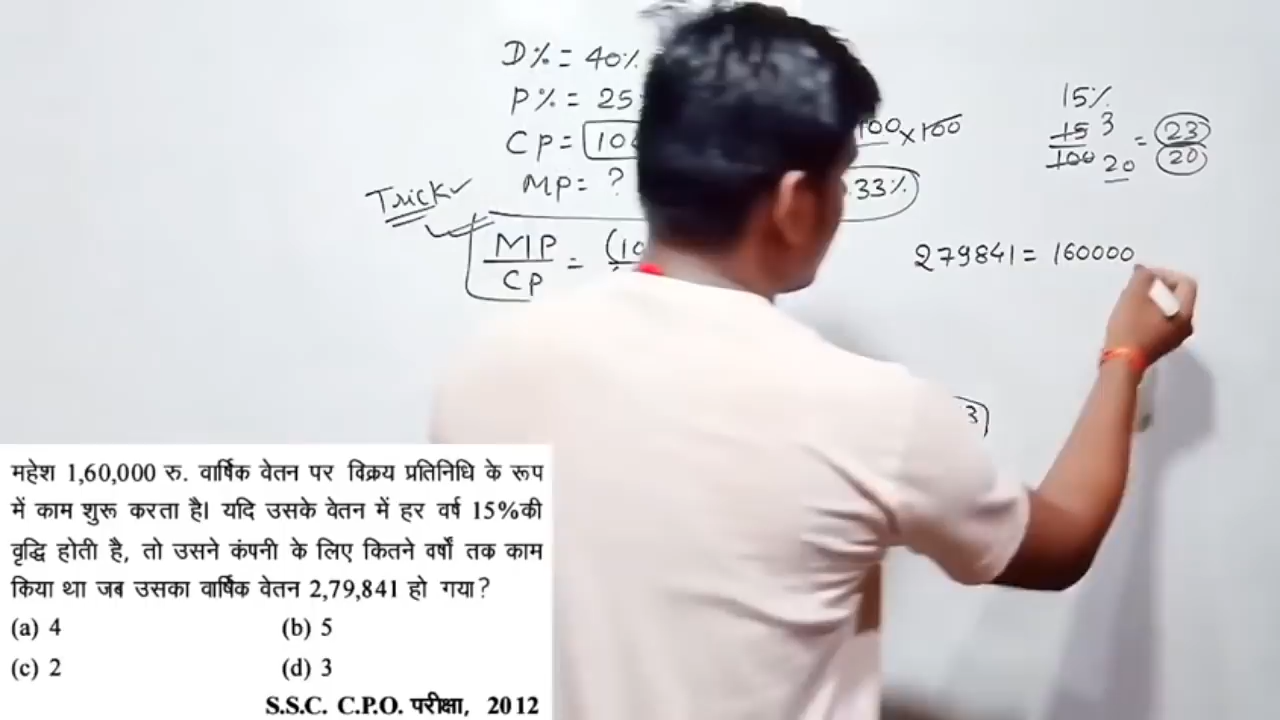 D% = 40%
P% = 25
CP = 10
MP = ?
100 x 100
.33%
Trick
MP/CP = (10
15%
15 3
100 20
= 23/20
279841 = 160000
3
महेश 1,60,000 रु. वार्षिक वेतन पर विक्रय प्रतिनिधि के रूप
में काम शुरू करता है। यदि उसके वेतन में हर वर्ष 15%की
वृद्धि होती है, तो उसने कंपनी के लिए कितने वर्षों तक काम
किया था जब उसका वार्षिक वेतन 2,79,841 हो गया?
(a) 4 (b) 5
(c) 2 (d) 3
S.S.C. C.P.O. परीक्षा, 2012